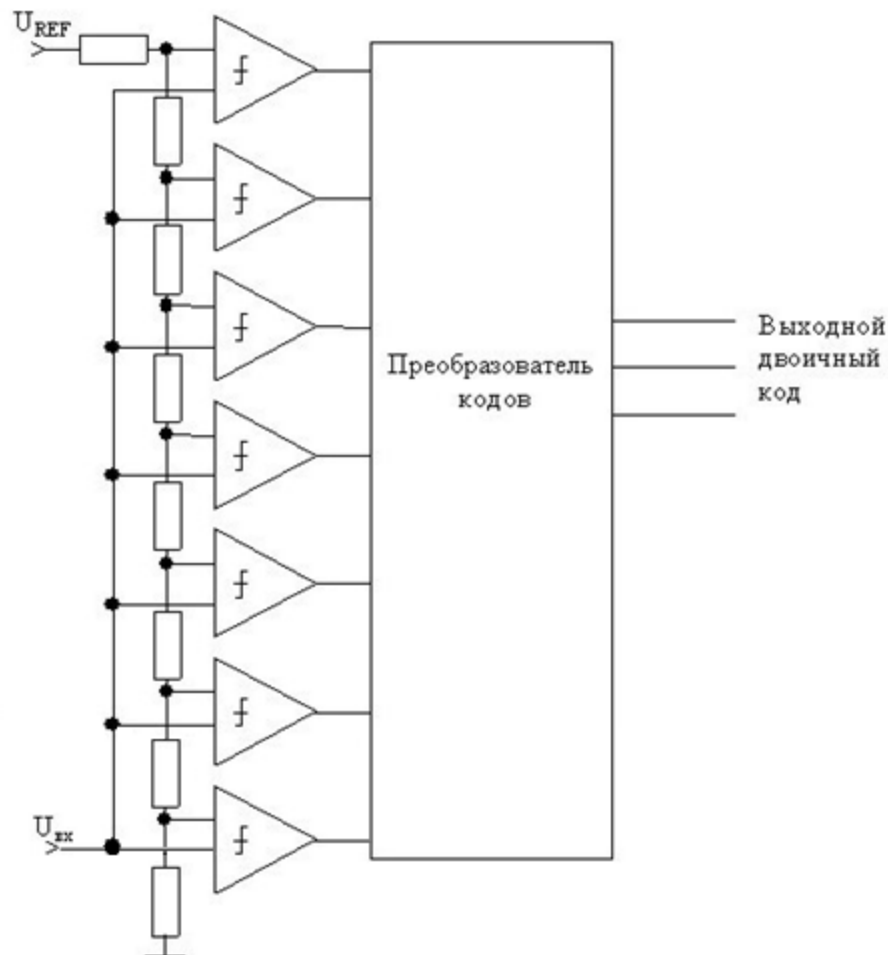 U_REF
Преобразователь
кодов
Выходной
двоичный
код
U_вх